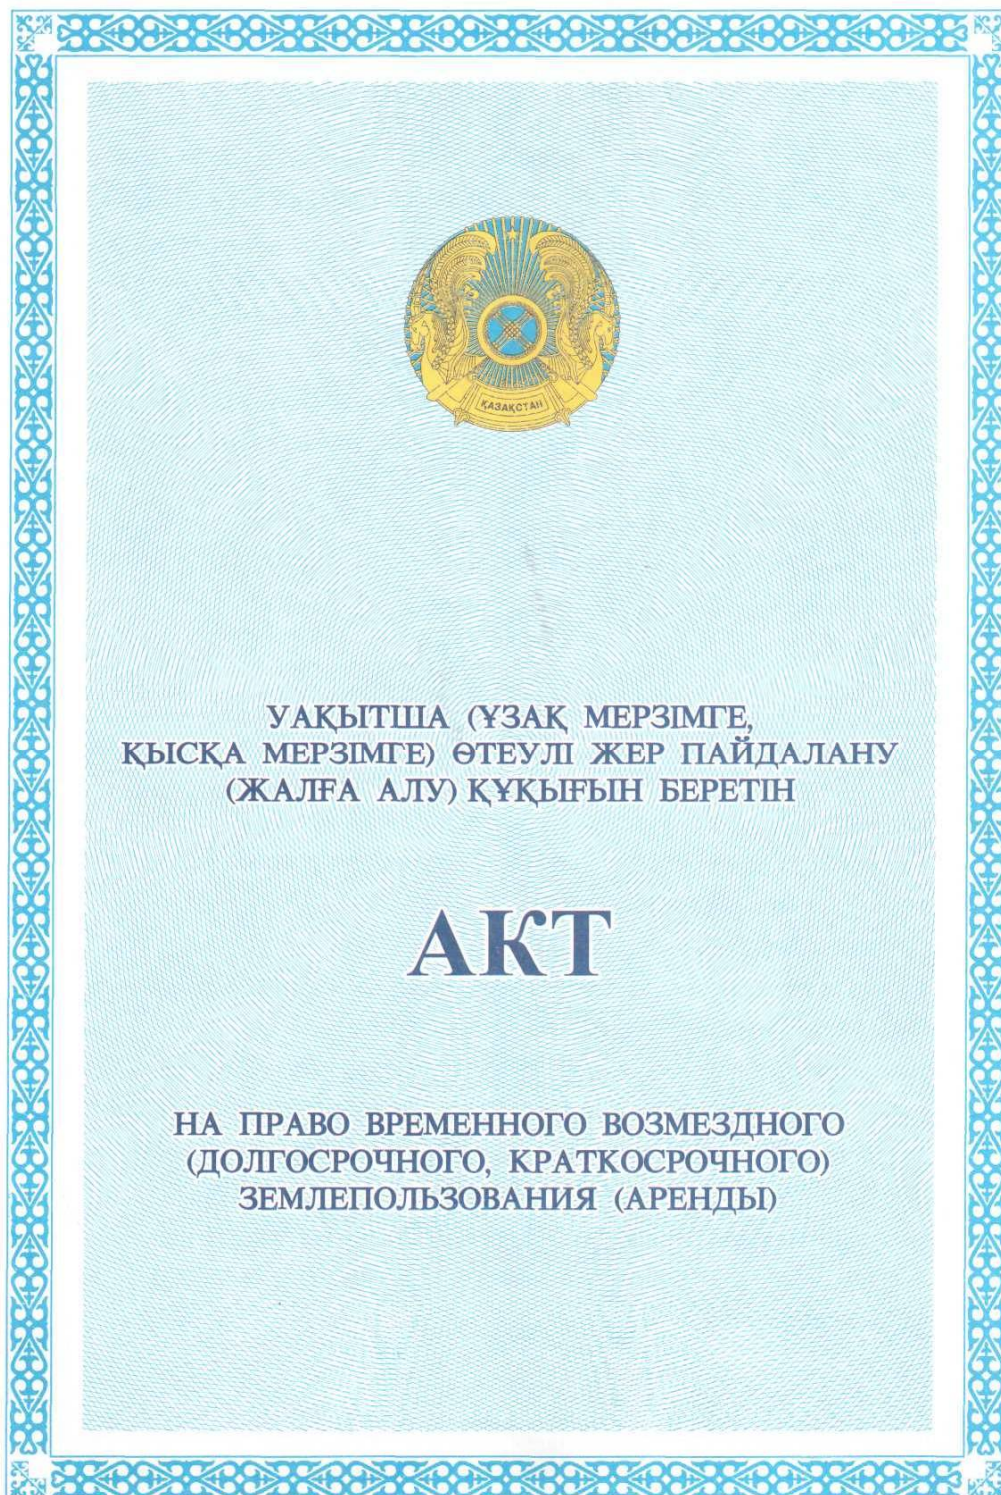 ҚАЗАҚСТАН
УАҚЫТША (ҰЗАҚ МЕРЗІМГЕ,
ҚЫСҚА МЕРЗІМГЕ) ӨТЕУЛІ ЖЕР ПАЙДАЛАНУ
(ЖАЛҒА АЛУ) ҚҰҚЫҒЫН БЕРЕТІН
АКТ
НА ПРАВО ВРЕМЕННОГО ВОЗМЕЗДНОГО
(ДОЛГОСРОЧНОГО, КРАТКОСРОЧНОГО)
ЗЕМЛЕПОЛЬЗОВАНИЯ (АРЕНДЫ)